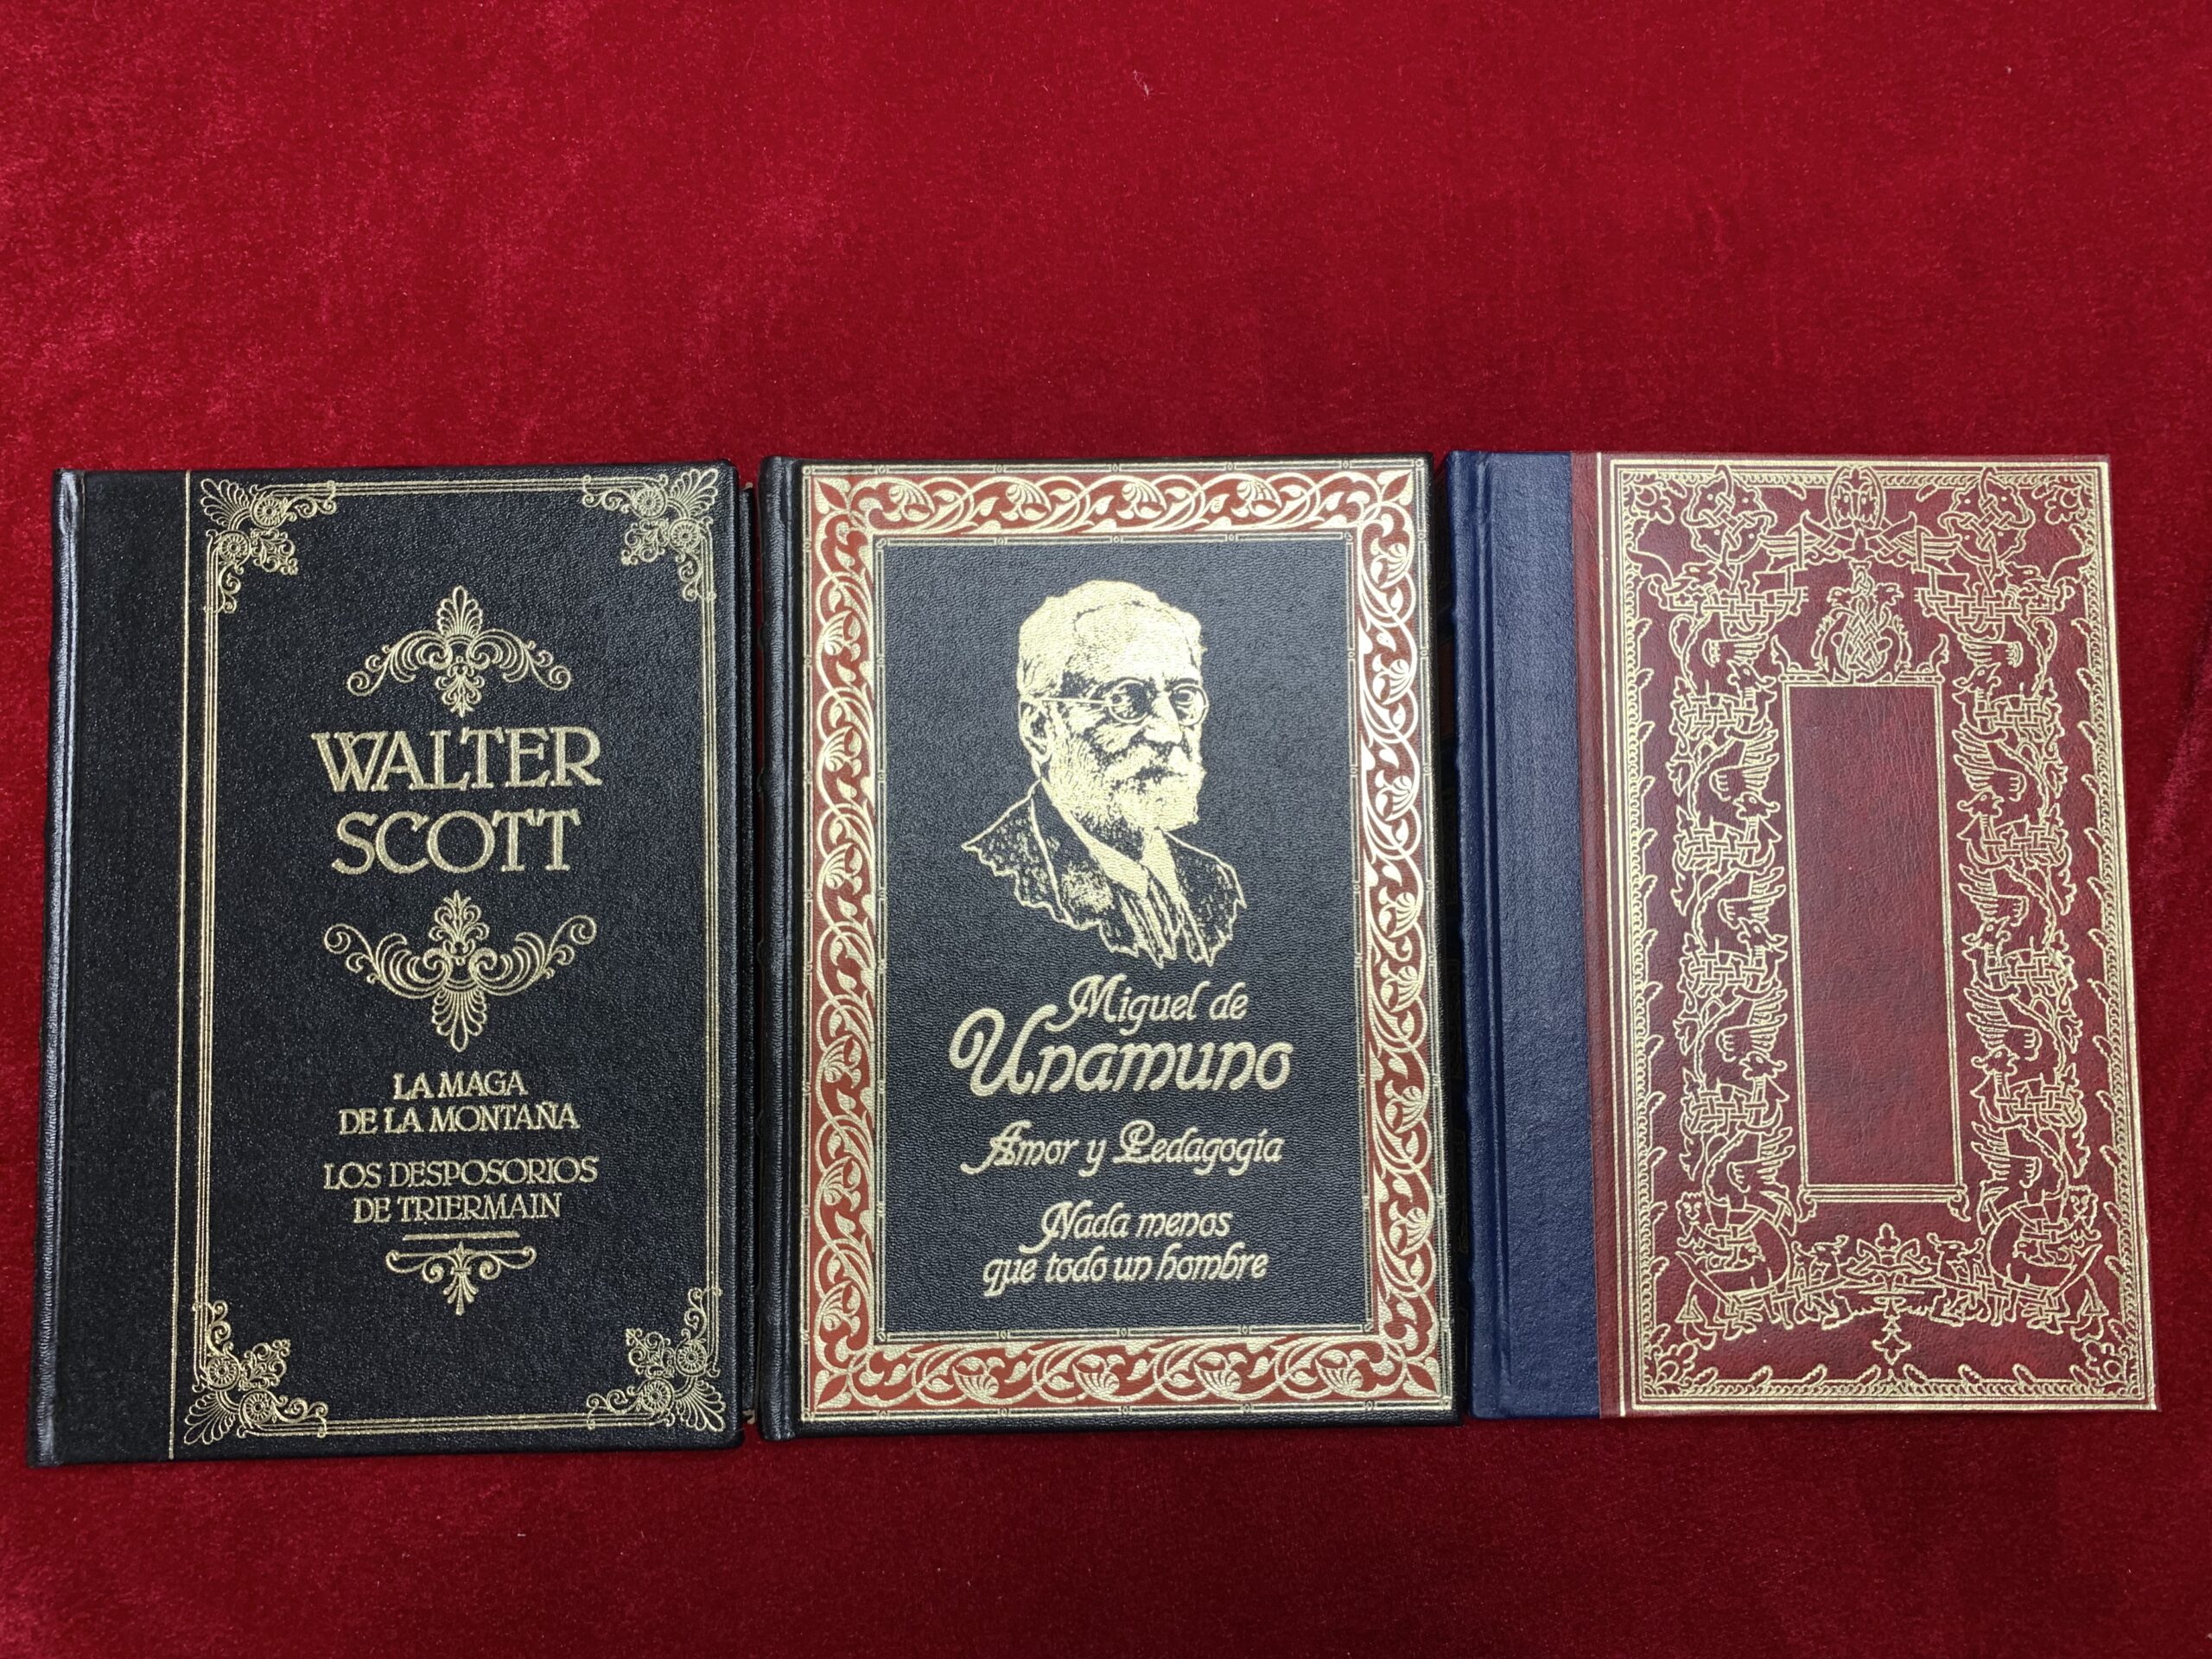 WALTER
SCOTT
LA MAGA
DE LA MONTAÑA
LOS DESPOSORIOS
DE TRIERMAIN
Miguel de
Unamuno
Amor y Pedagogía
Nada menos
que todo un hombre